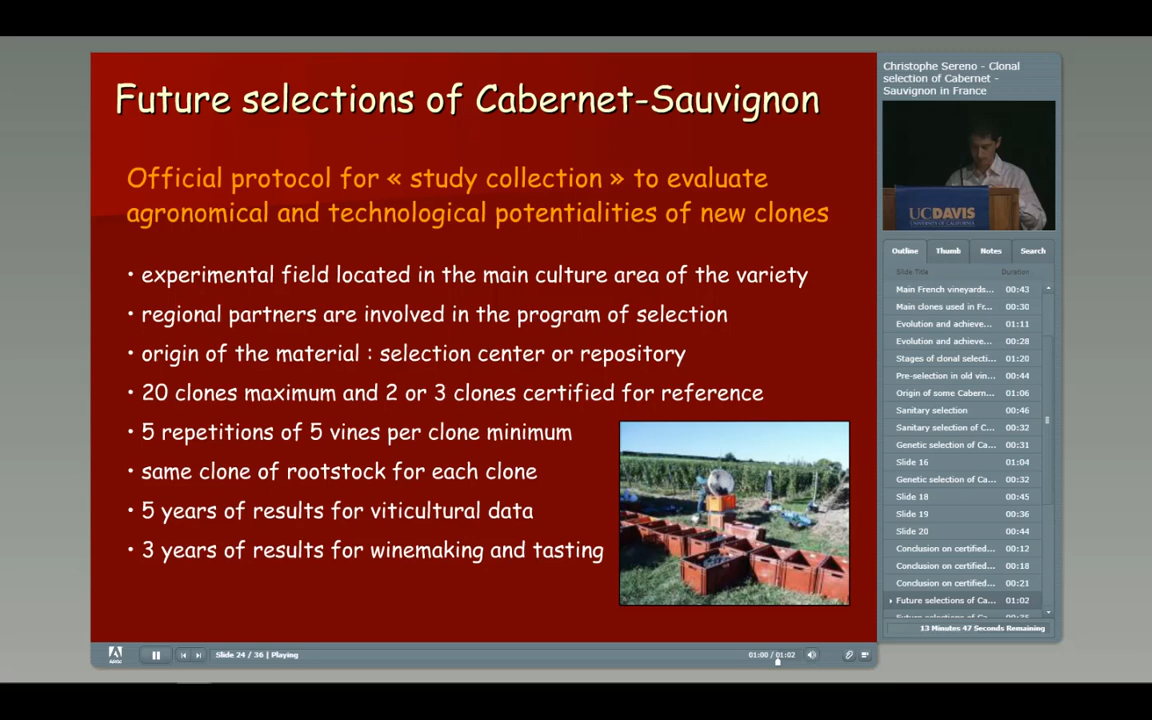 Future selections of Cabernet-Sauvignon
Official protocol for « study collection » to evaluate
agronomical and technological potentialities of new clones
• experimental field located in the main culture area of the variety
• regional partners are involved in the program of selection
• origin of the material : selection center or repository
• 20 clones maximum and 2 or 3 clones certified for reference
• 5 repetitions of 5 vines per clone minimum
• same clone of rootstock for each clone
• 5 years of results for viticultural data
• 3 years of results for winemaking and tasting
Christophe Sereno - Clonal
selection of Cabernet -
Sauvignon in France
UCDAVIS
UNIVERSITY OF CALIFORNIA
Outline Thumb Notes Search
Slide Title Duration
Main French vineyards... 00:43
Main clones used in Fr... 00:30
Evolution and achieve... 01:11
Evolution and achieve... 00:28
Stages of clonal selecti... 01:20
Pre-selection in old vin... 00:44
Origin of some Cabern... 01:06
Sanitary selection 00:46
Sanitary selection of C... 00:32
Genetic selection of Ca... 00:31
Slide 16 01:04
Genetic selection of Ca... 00:32
Slide 18 00:45
Slide 19 00:36
Slide 20 00:44
Conclusion on certified... 00:12
Conclusion on certified... 00:18
Conclusion on certified... 00:21
Future selections of Ca... 01:02
13 Minutes 47 Seconds Remaining
Slide 24 / 36 | Playing
01:00 / 01:02